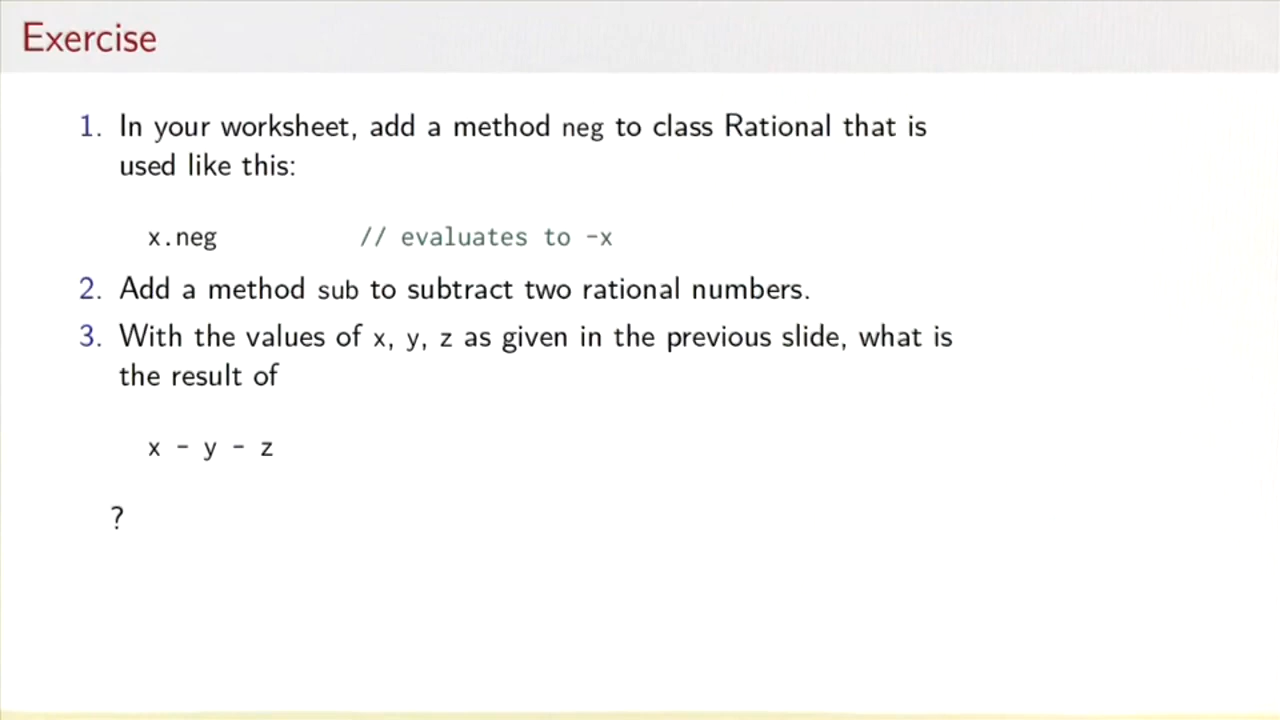 Exercise
1. In your worksheet, add a method neg to class Rational that is
used like this:
x.neg // evaluates to -x
2. Add a method sub to subtract two rational numbers.
3. With the values of x, y, z as given in the previous slide, what is
the result of
x - y - z
?